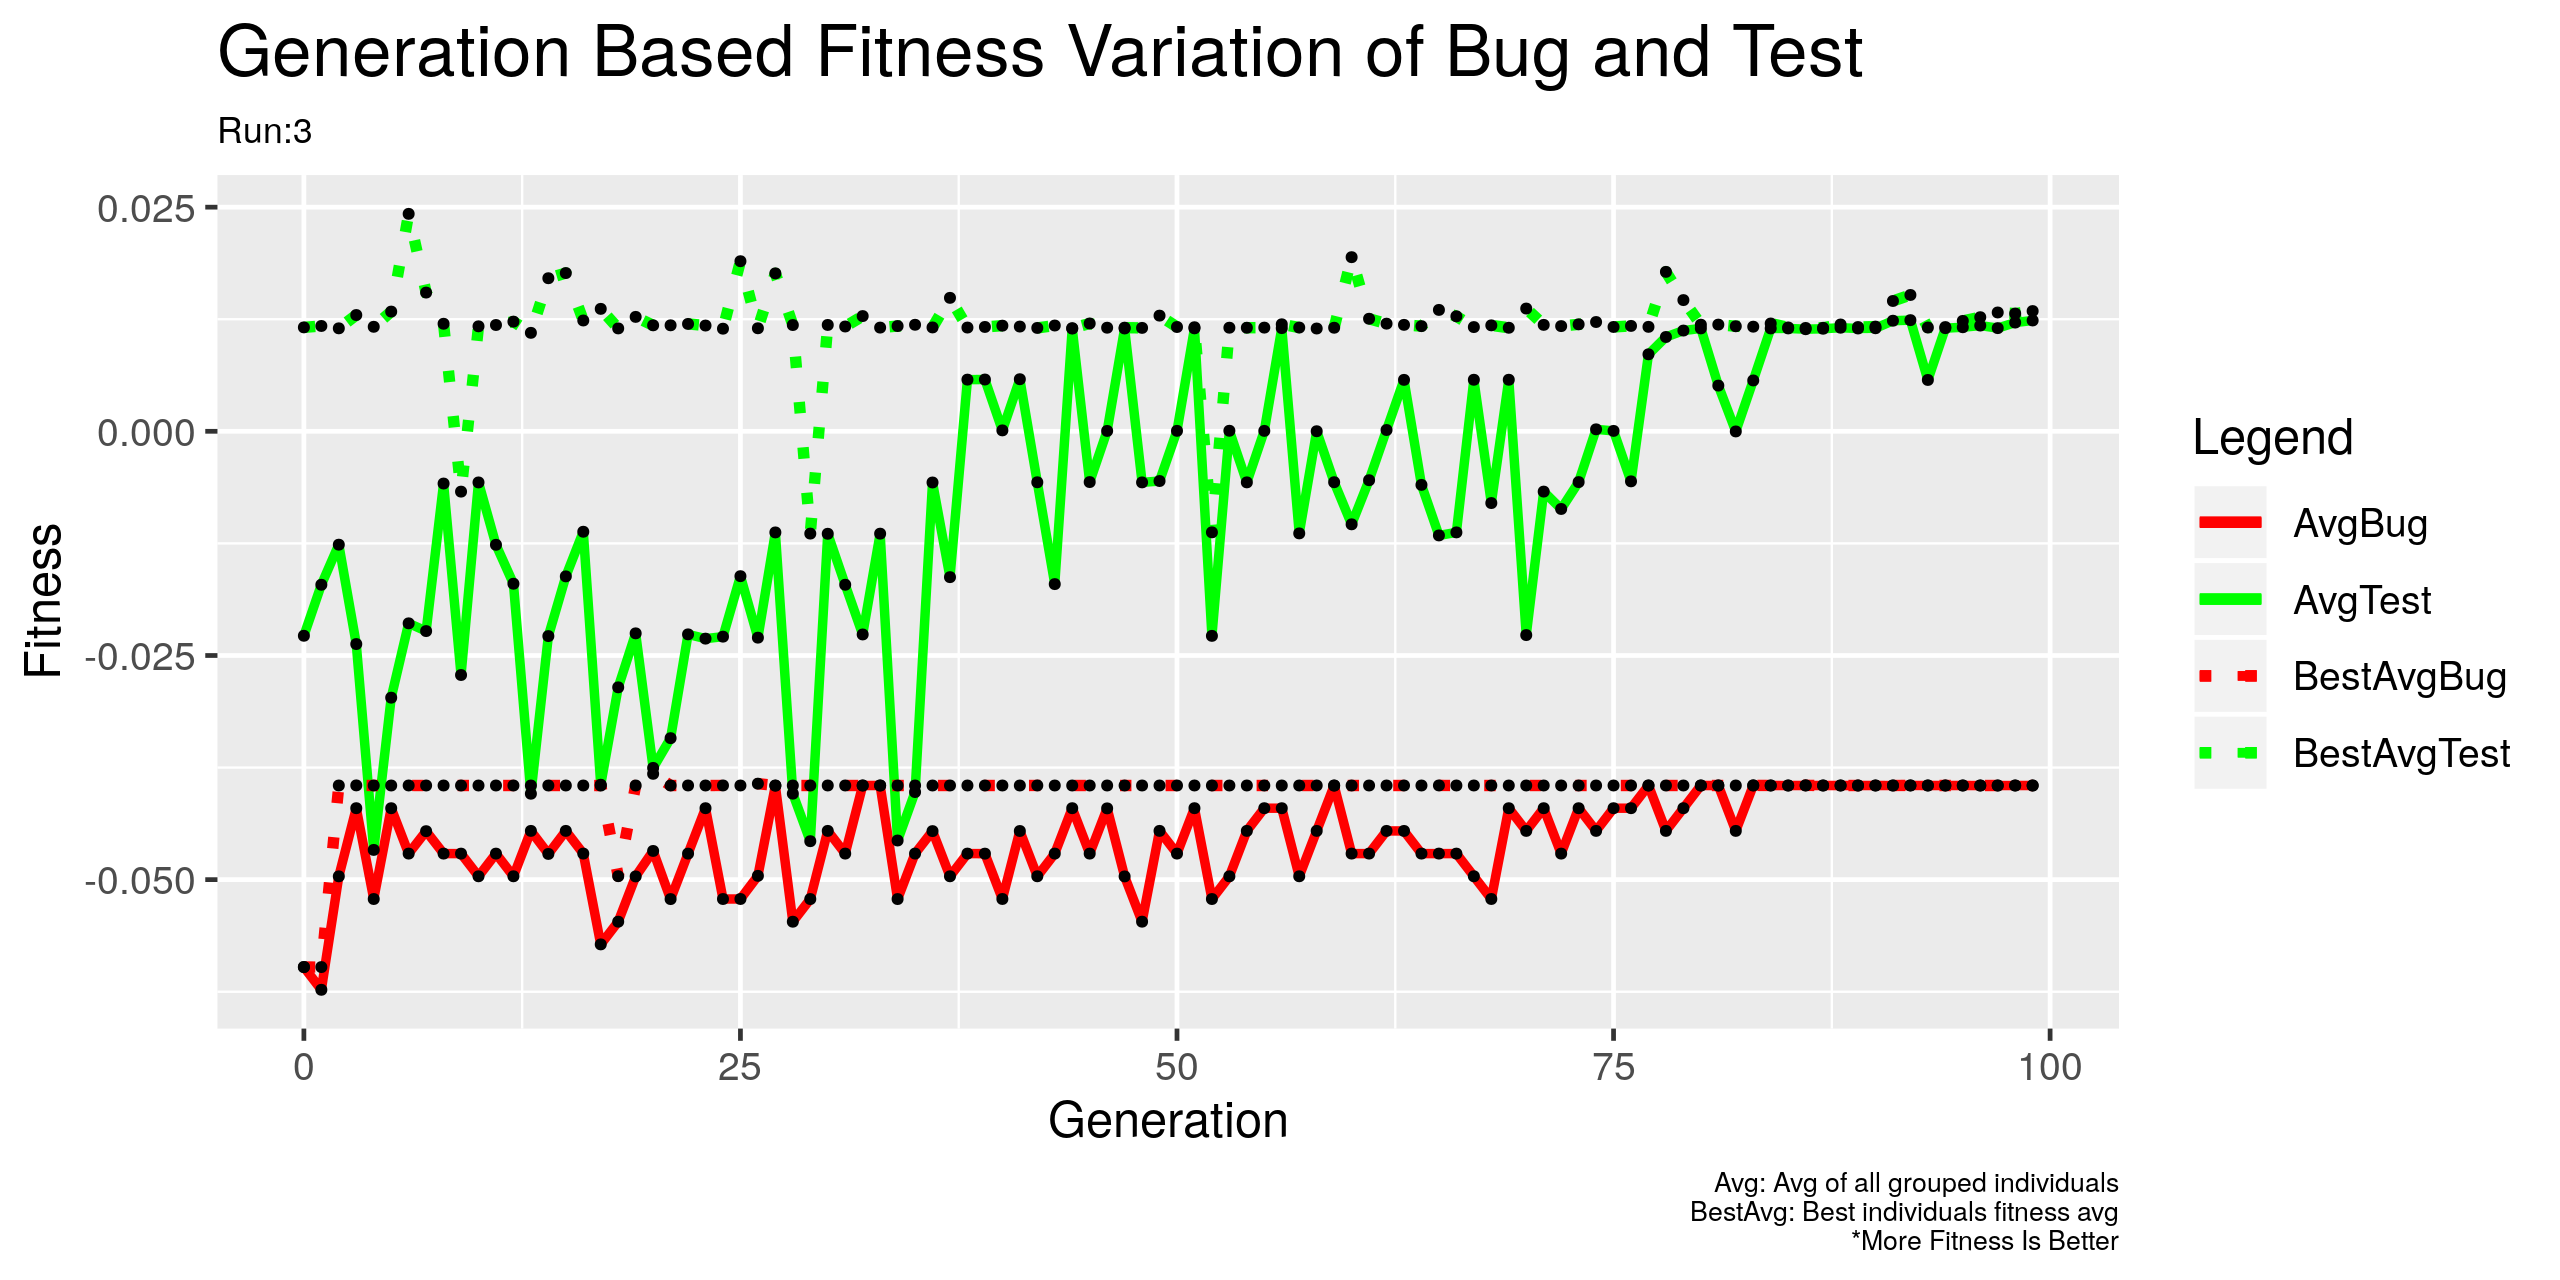 Generation Based Fitness Variation of Bug and Test
Run:3
0.025
0.000
-0.025
-0.050
Fitness
0
25
50
75
100
Generation
Legend
AvgBug
AvgTest
BestAvgBug
BestAvgTest
Avg: Avg of all grouped individuals
BestAvg: Best individuals fitness avg
*More Fitness Is Better